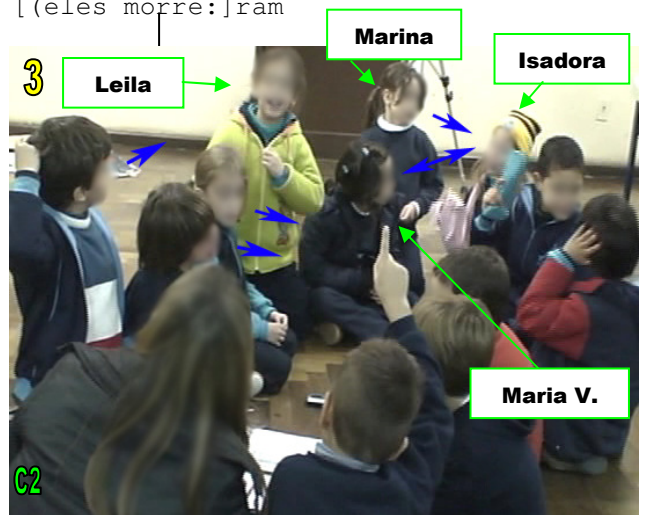 [(eles morre:]ram
Marina
Isadora
3
Leila
Maria V.
C2